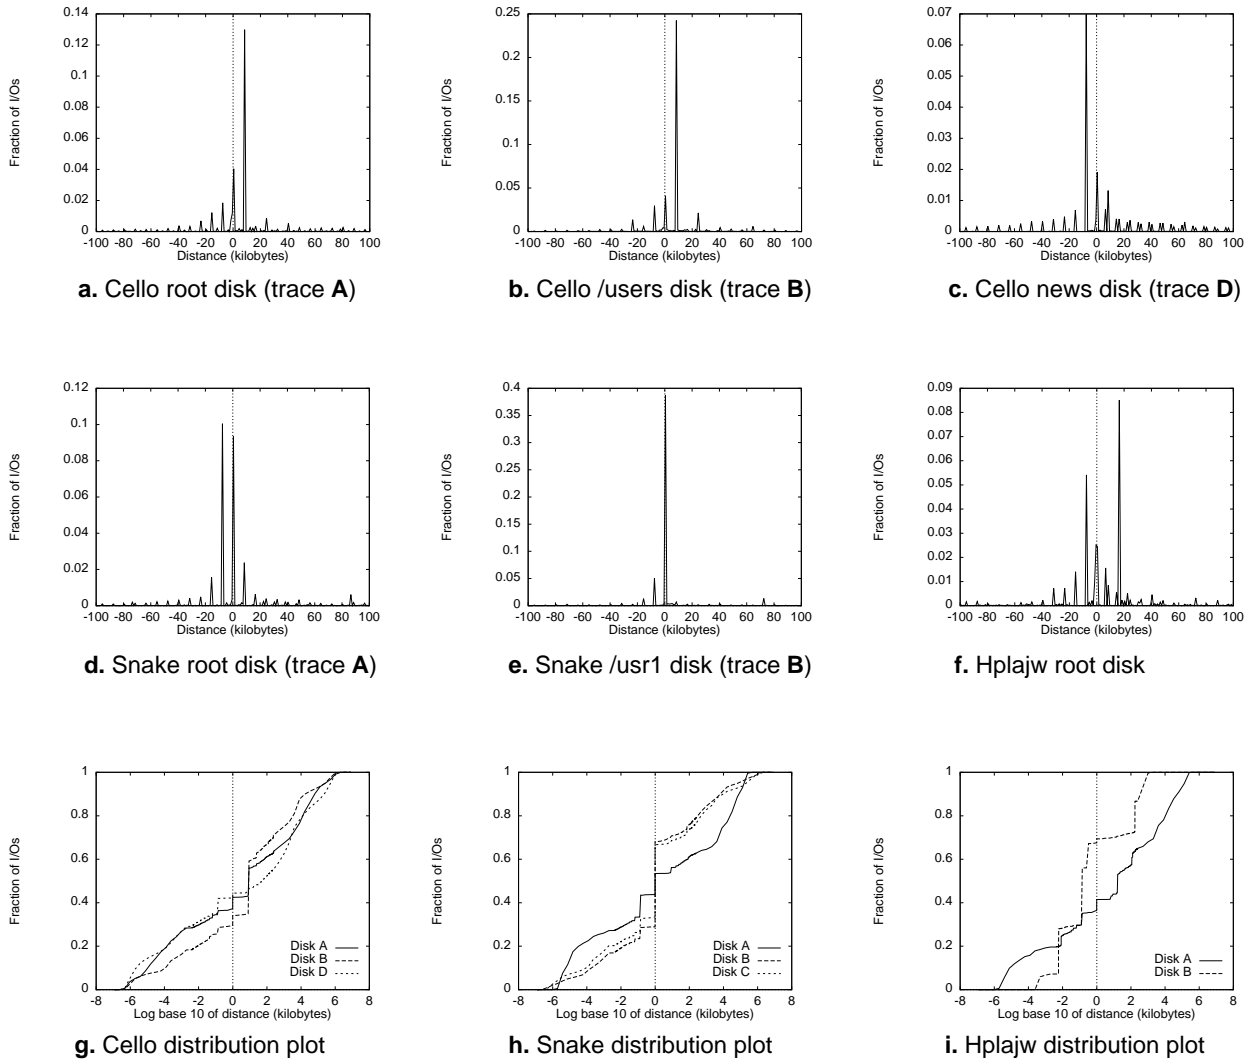 0.14
0.12
0.1
0.08
0.06
0.04
0.02
0
Fraction of I/Os
-100 -80 -60 -40 -20 0 20 40 60 80 100
Distance (kilobytes)
a. Cello root disk (trace A)
0.25
0.2
0.15
0.1
0.05
0
Fraction of I/Os
-100 -80 -60 -40 -20 0 20 40 60 80 100
Distance (kilobytes)
b. Cello /users disk (trace B)
0.07
0.06
0.05
0.04
0.03
0.02
0.01
0
Fraction of I/Os
-100 -80 -60 -40 -20 0 20 40 60 80 100
Distance (kilobytes)
c. Cello news disk (trace D)
0.12
0.1
0.08
0.06
0.04
0.02
0
Fraction of I/Os
-100 -80 -60 -40 -20 0 20 40 60 80 100
Distance (kilobytes)
d. Snake root disk (trace A)
0.4
0.35
0.3
0.25
0.2
0.15
0.1
0.05
0
Fraction of I/Os
-100 -80 -60 -40 -20 0 20 40 60 80 100
Distance (kilobytes)
e. Snake /usr1 disk (trace B)
0.09
0.08
0.07
0.06
0.05
0.04
0.03
0.02
0.01
0
Fraction of I/Os
-100 -80 -60 -40 -20 0 20 40 60 80 100
Distance (kilobytes)
f. Hplajw root disk
1
0.8
0.6
0.4
0.2
0
Fraction of I/Os
Disk A
Disk B
Disk D
-8 -6 -4 -2 0 2 4 6 8
Log base 10 of distance (kilobytes)
g. Cello distribution plot
1
0.8
0.6
0.4
0.2
0
Fraction of I/Os
Disk A
Disk B
Disk C
-8 -6 -4 -2 0 2 4 6 8
Log base 10 of distance (kilobytes)
h. Snake distribution plot
1
0.8
0.6
0.4
0.2
0
Fraction of I/Os
Disk A
Disk B
-8 -6 -4 -2 0 2 4 6 8
Log base 10 of distance (kilobytes)
i. Hplajw distribution plot